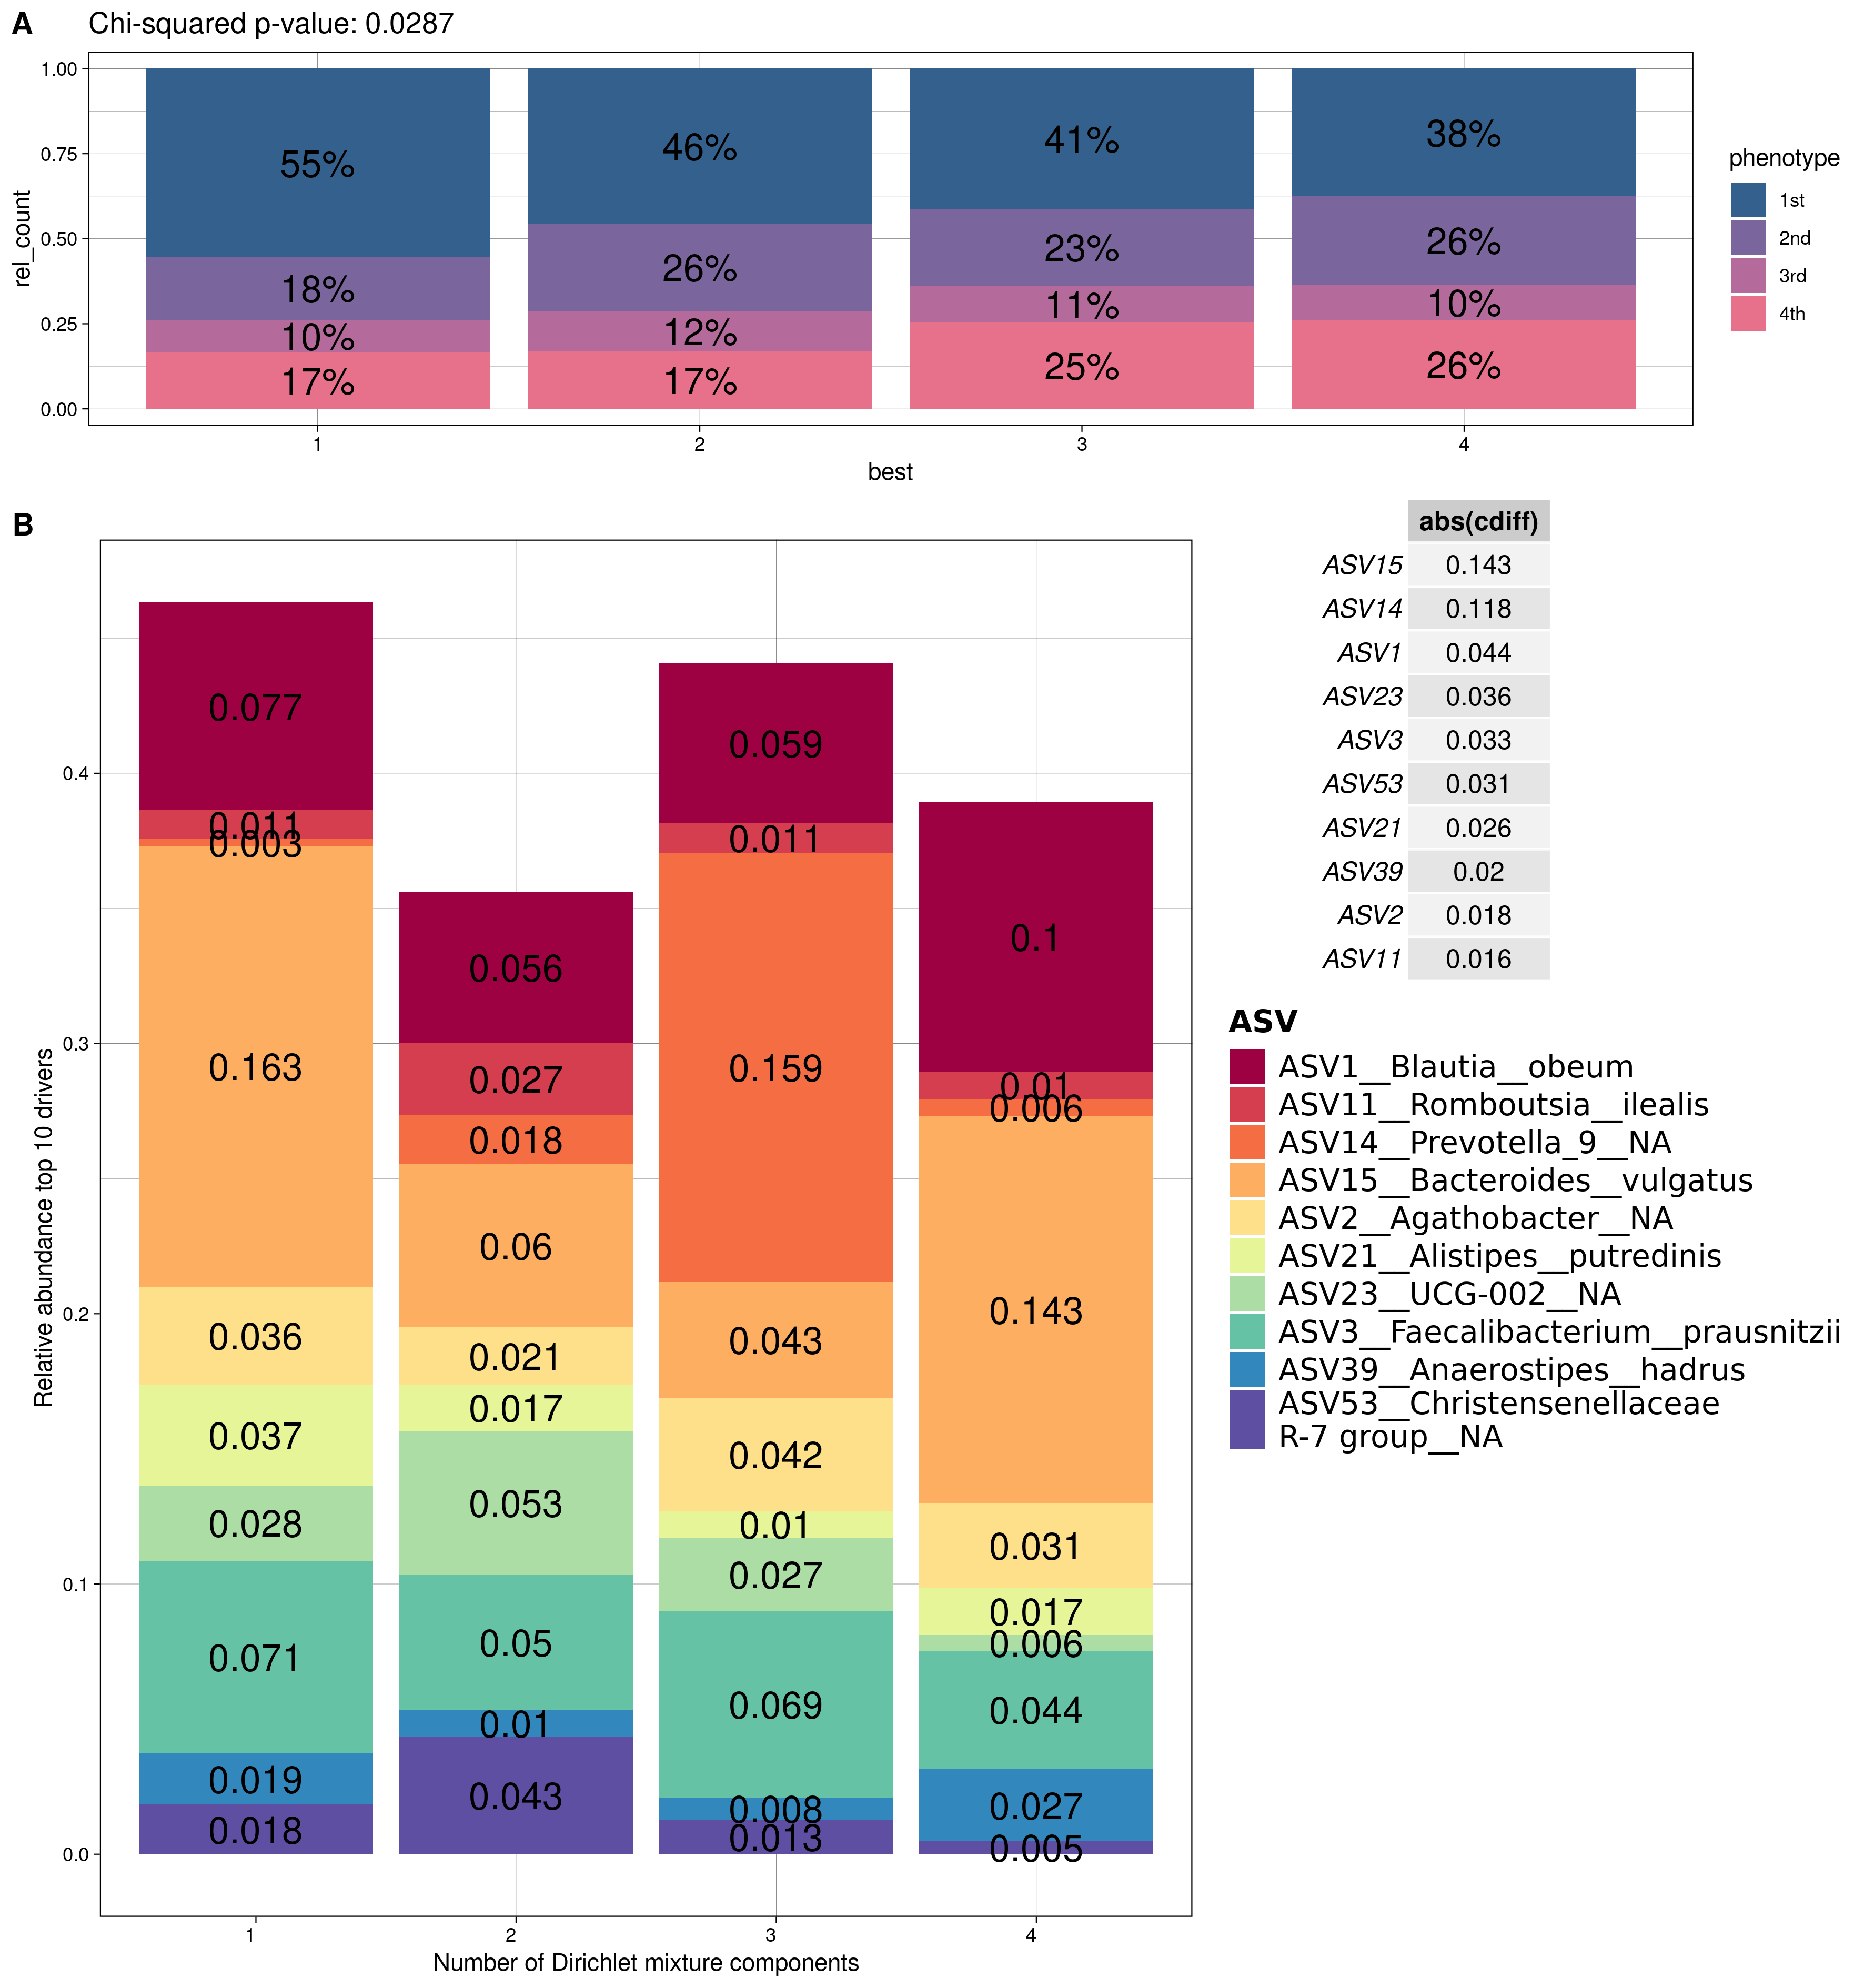 A
Chi-squared p-value: 0.0287
rel_count
1.00
0.75
0.50
0.25
0.00
55%
18%
10%
17%
46%
26%
12%
17%
41%
23%
11%
25%
38%
26%
10%
26%
1
2
3
4
best
phenotype
1st
2nd
3rd
4th
B
Relative abundance top 10 drivers
0.4
0.3
0.2
0.1
0.0
0.077
0.011
0.003
0.163
0.036
0.037
0.028
0.071
0.019
0.018
0.056
0.027
0.018
0.06
0.021
0.017
0.053
0.05
0.01
0.043
0.059
0.011
0.159
0.043
0.042
0.01
0.027
0.069
0.008
0.013
0.1
0.01
0.006
0.143
0.031
0.017
0.006
0.044
0.027
0.005
1
2
3
4
Number of Dirichlet mixture components
abs(cdiff)
ASV15 0.143
ASV14 0.118
ASV1 0.044
ASV23 0.036
ASV3 0.033
ASV53 0.031
ASV21 0.026
ASV39 0.02
ASV2 0.018
ASV11 0.016
ASV
ASV1__Blautia__obeum
ASV11__Romboutsia__ilealis
ASV14__Prevotella_9__NA
ASV15__Bacteroides__vulgatus
ASV2__Agathobacter__NA
ASV21__Alistipes__putredinis
ASV23__UCG-002__NA
ASV3__Faecalibacterium__prausnitzii
ASV39__Anaerostipes__hadrus
ASV53__Christensenellaceae
R-7 group__NA